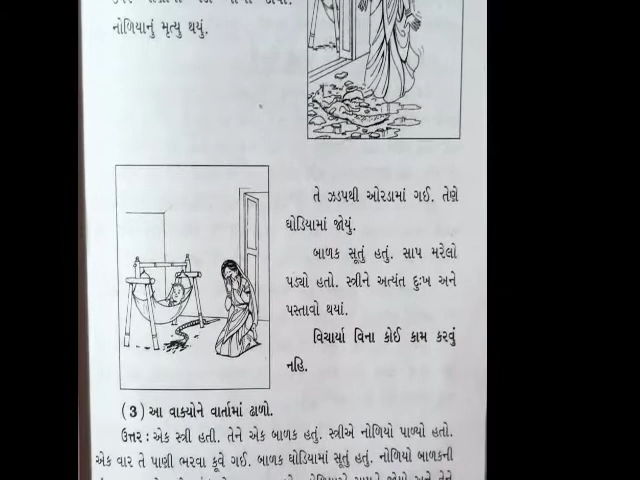 નોળિયાનું મૃત્યુ થયું.
તે ઝડપથી ઓરડામાં ગઈ. તેણે
ઘોડિયામાં જોયું.
બાળક સૂતું હતું. સાપ મરેલો
પડ્યો હતો. સ્ત્રીને અત્યંત દુઃખ અને
પસ્તાવો થયાં.
વિચાર્યા વિના કોઈ કામ કરવું
નહિ.
(3) આ વાક્યોને વાર્તામાં ઢાળો.
ઉત્તર : એક સ્ત્રી હતી. તેને એક બાળક હતું. સ્ત્રીએ નોળિયો પાળ્યો હતો.
એક વાર તે પાણી ભરવા કૂવે ગઈ. બાળક ઘોડિયામાં સૂતું હતું. નોળિયો બાળકની